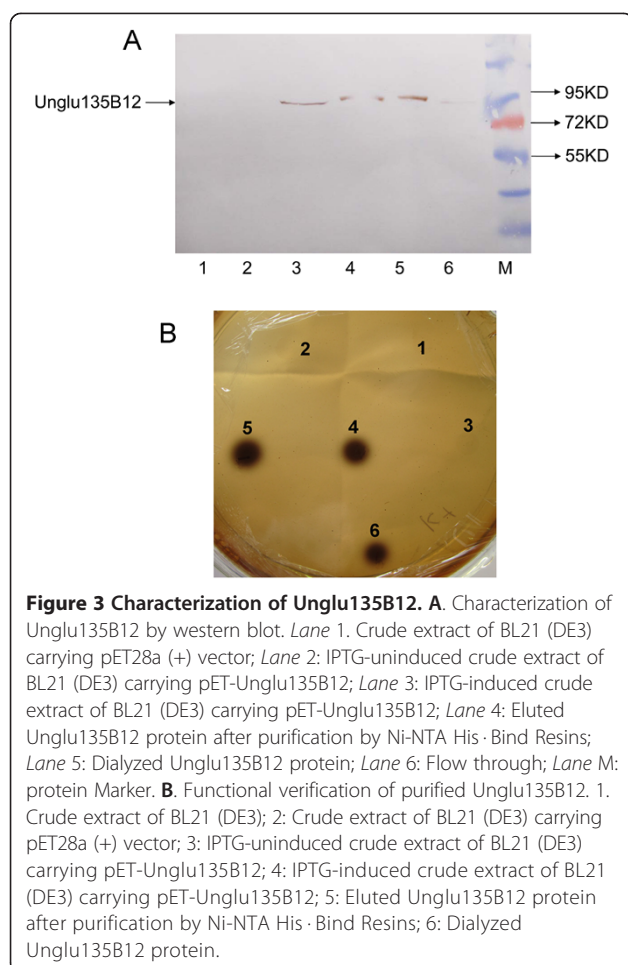 A
Unglu135B12
95KD
72KD
55KD
1 2 3 4 5 6 M
B
2 1
5 4 3
6
Figure 3 Characterization of Unglu135B12. A. Characterization of
Unglu135B12 by western blot. Lane 1. Crude extract of BL21 (DE3)
carrying pET28a (+) vector; Lane 2: IPTG-uninduced crude extract of
BL21 (DE3) carrying pET-Unglu135B12; Lane 3: IPTG-induced crude
extract of BL21 (DE3) carrying pET-Unglu135B12; Lane 4: Eluted
Unglu135B12 protein after purification by Ni-NTA His · Bind Resins;
Lane 5: Dialyzed Unglu135B12 protein; Lane 6: Flow through; Lane M:
protein Marker. B. Functional verification of purified Unglu135B12. 1.
Crude extract of BL21 (DE3); 2: Crude extract of BL21 (DE3) carrying
pET28a (+) vector; 3: IPTG-uninduced crude extract of BL21 (DE3)
carrying pET-Unglu135B12; 4: IPTG-induced crude extract of BL21
(DE3) carrying pET-Unglu135B12; 5: Eluted Unglu135B12 protein
after purification by Ni-NTA His · Bind Resins; 6: Dialyzed
Unglu135B12 protein.